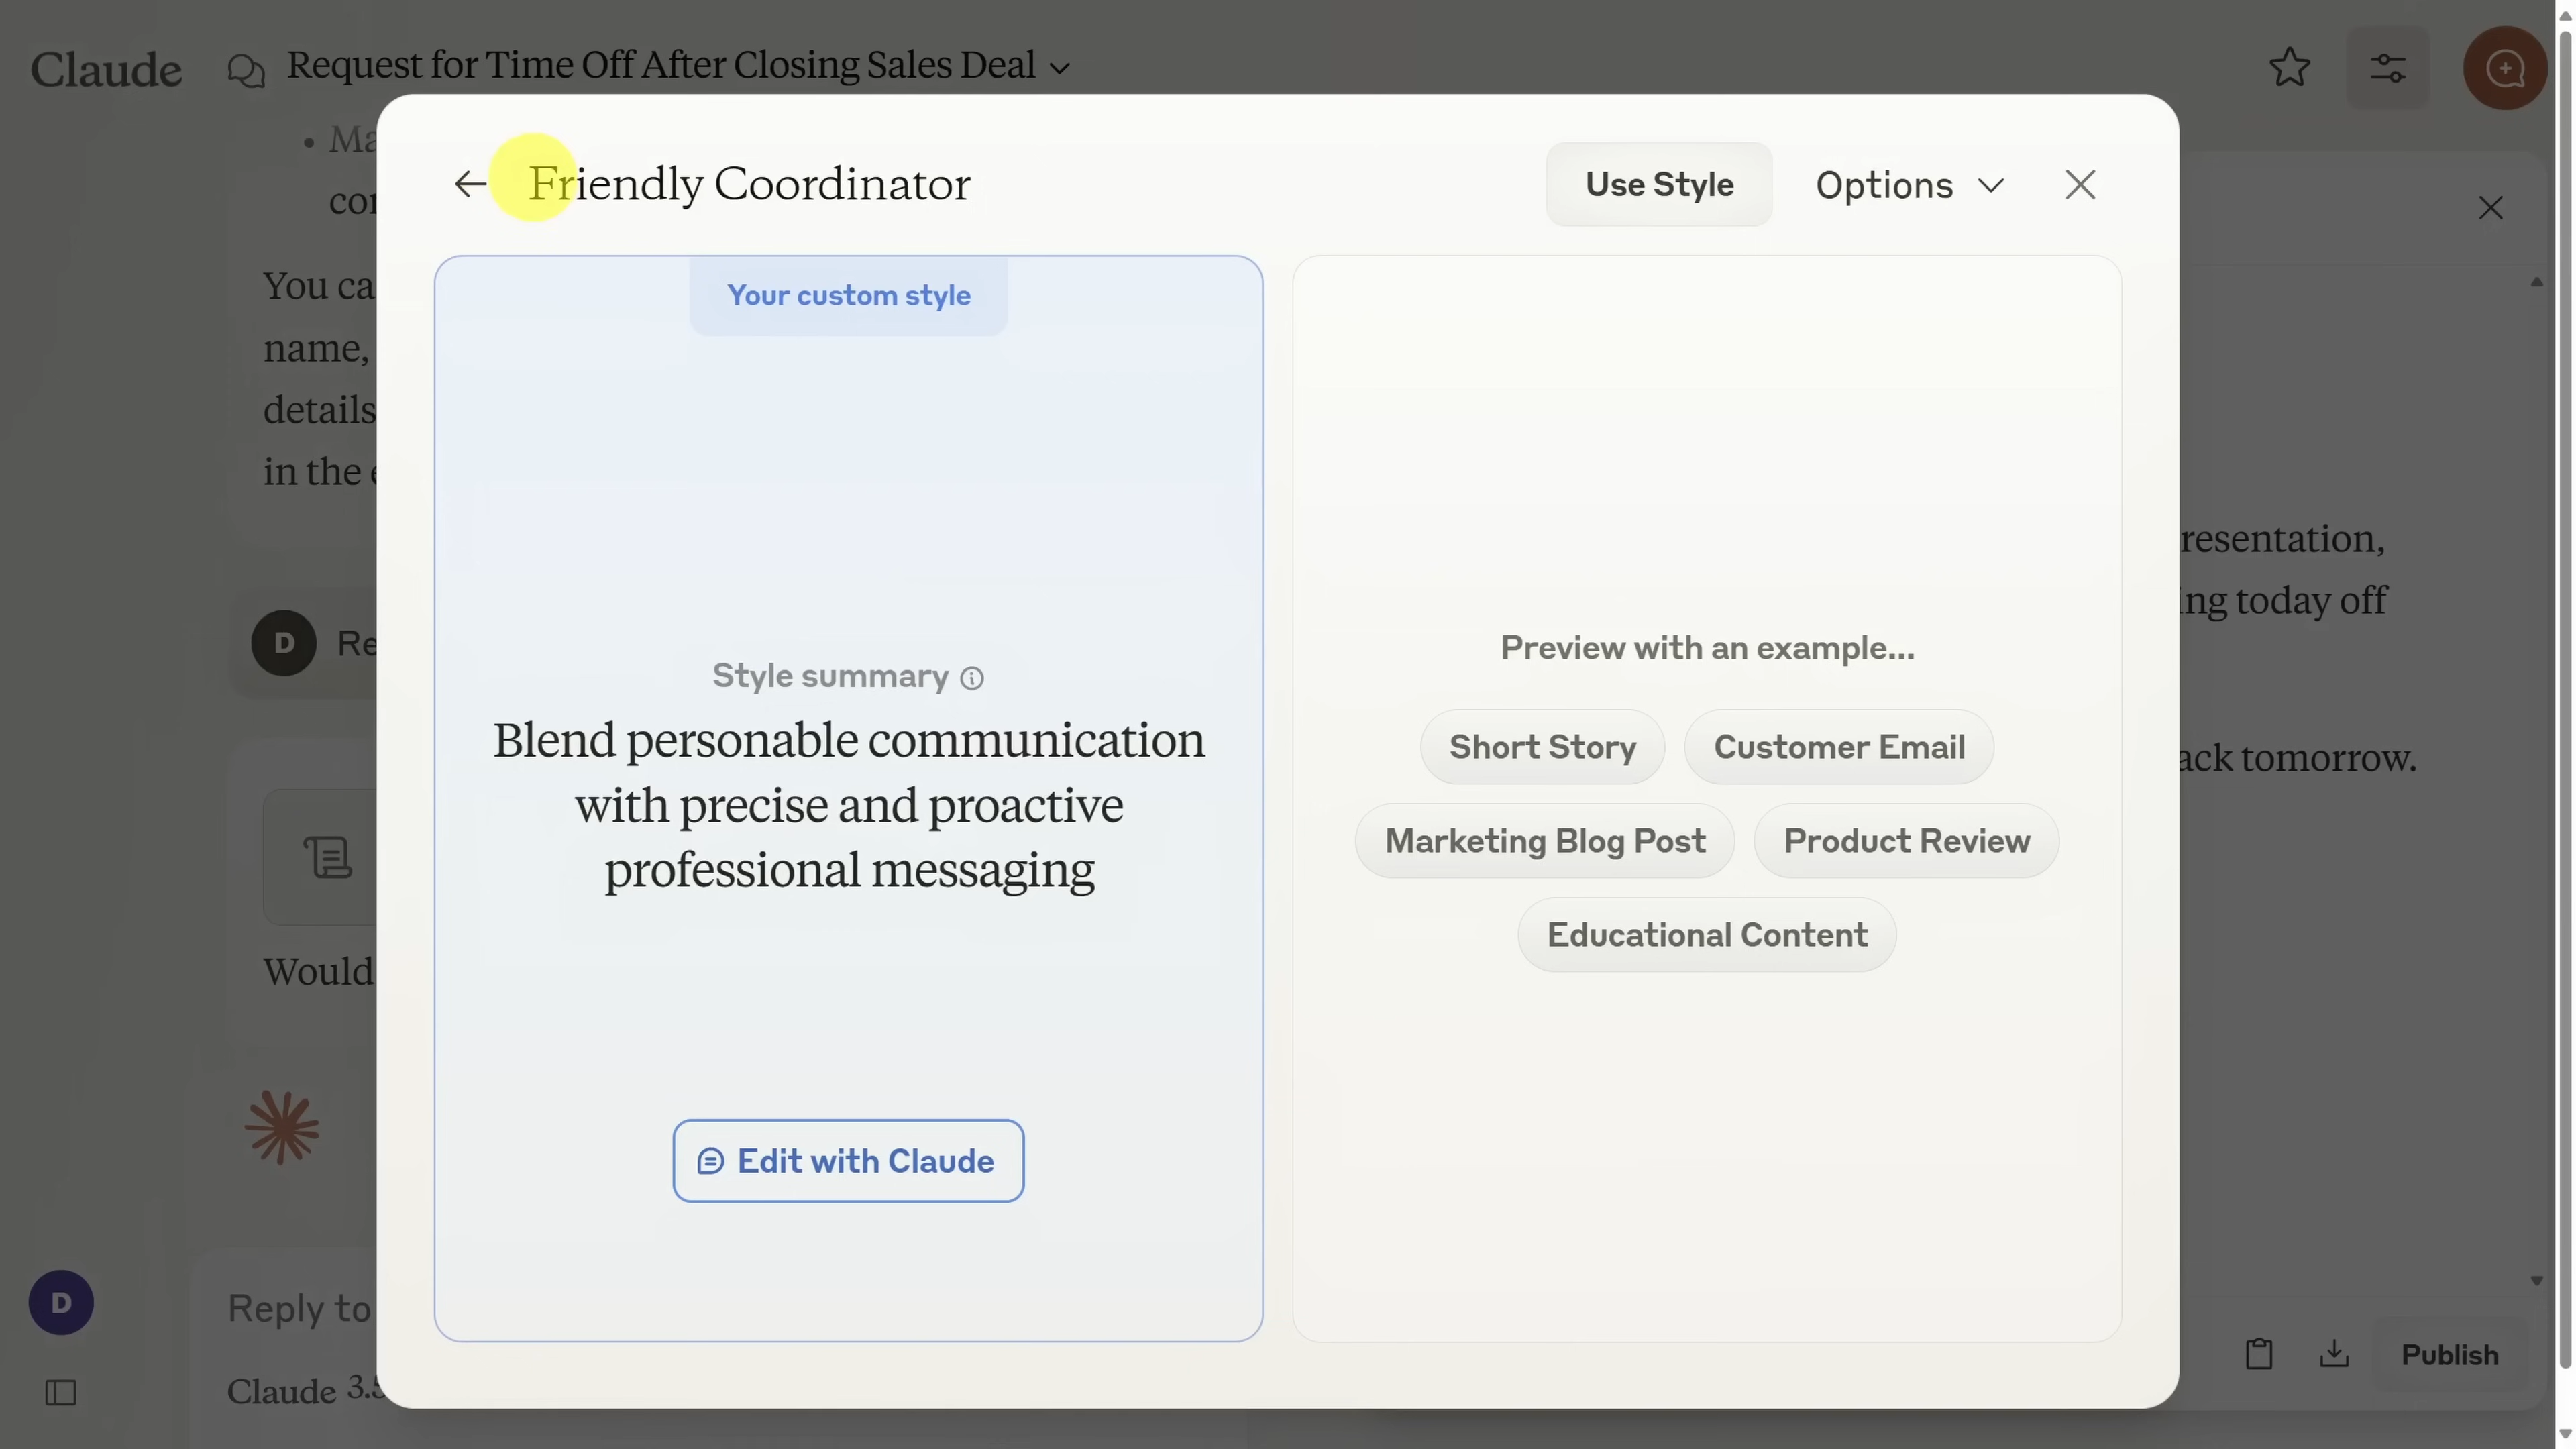 Claude
Request for Time Off After Closing Sales Deal
You ca
name,
details
in the
D
Re
Would
D
Reply to
Claude 3.5
Friendly Coordinator
Use Style
Options
Your custom style
Style summary
Blend personable communication
with precise and proactive
professional messaging
Edit with Claude
Preview with an example...
Short Story
Customer Email
Marketing Blog Post
Product Review
Educational Content
resentation,
ing today off
ack tomorrow.
Publish